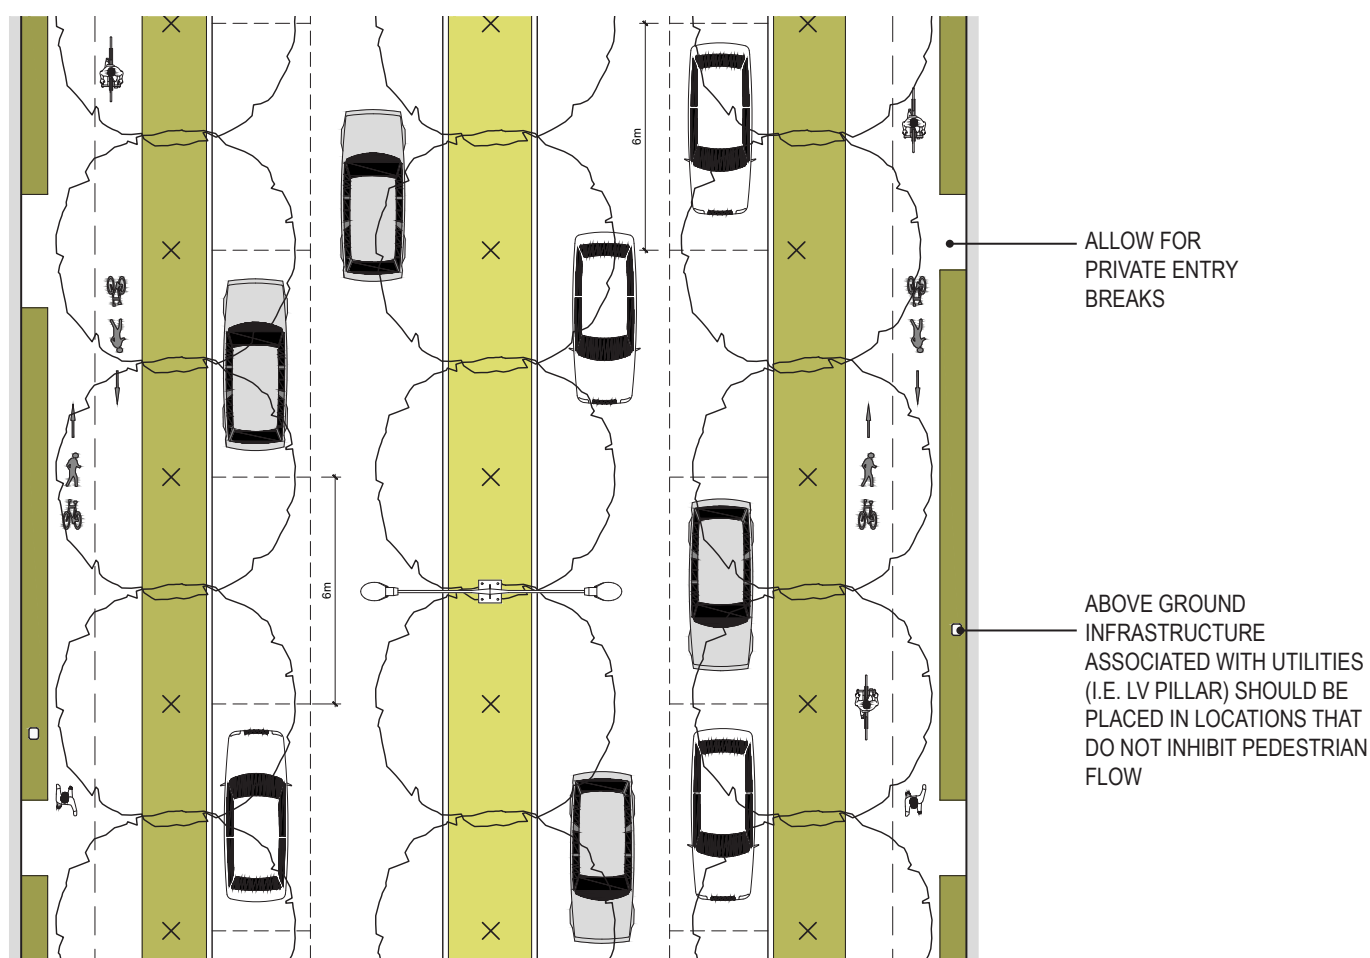 6m
ALLOW FOR
PRIVATE ENTRY
BREAKS
6m
ABOVE GROUND
INFRASTRUCTURE
ASSOCIATED WITH UTILITIES
(I.E. LV PILLAR) SHOULD BE
PLACED IN LOCATIONS THAT
DO NOT INHIBIT PEDESTRIAN
FLOW